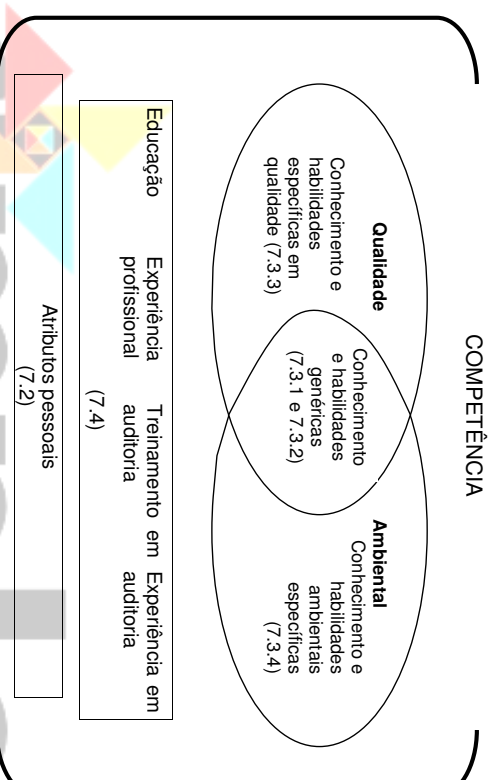 COMPETÊNCIA
Qualidade
Conhecimento e
habilidades
específicas em
qualidade (7.3.3)
Conhecimento
e habilidades
genéricas
(7.3.1 e 7.3.2)
Ambiental
Conhecimento e
habilidades
ambientais
específicas
(7.3.4)
Educação
Experiência
profissional
Treinamento em
auditoria
Experiência em
auditoria
(7.4)
Atributos pessoais
(7.2)